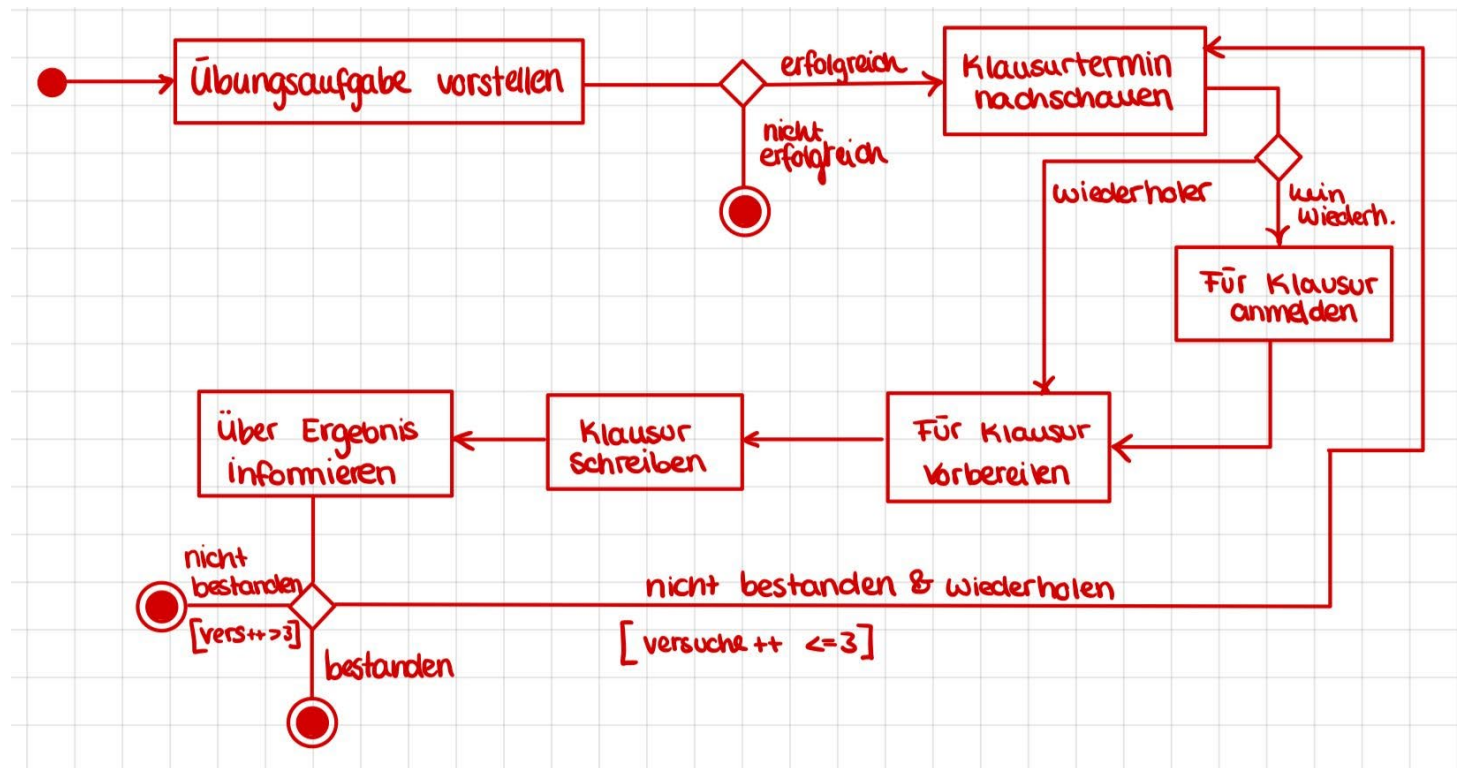 Übungsaufgabe vorstellen
erfolgreich
nicht
erfolgreich
Klausurtermin
nachschauen
wiederholer
kein
wiederh.
Für Klausur
anmelden
Über Ergebnis
informieren
Klausur
schreiben
Für Klausur
vorbereiten
nicht
bestanden
[vers++>3]
nicht bestanden & wiederholen
[versuche++ <=3]
bestanden